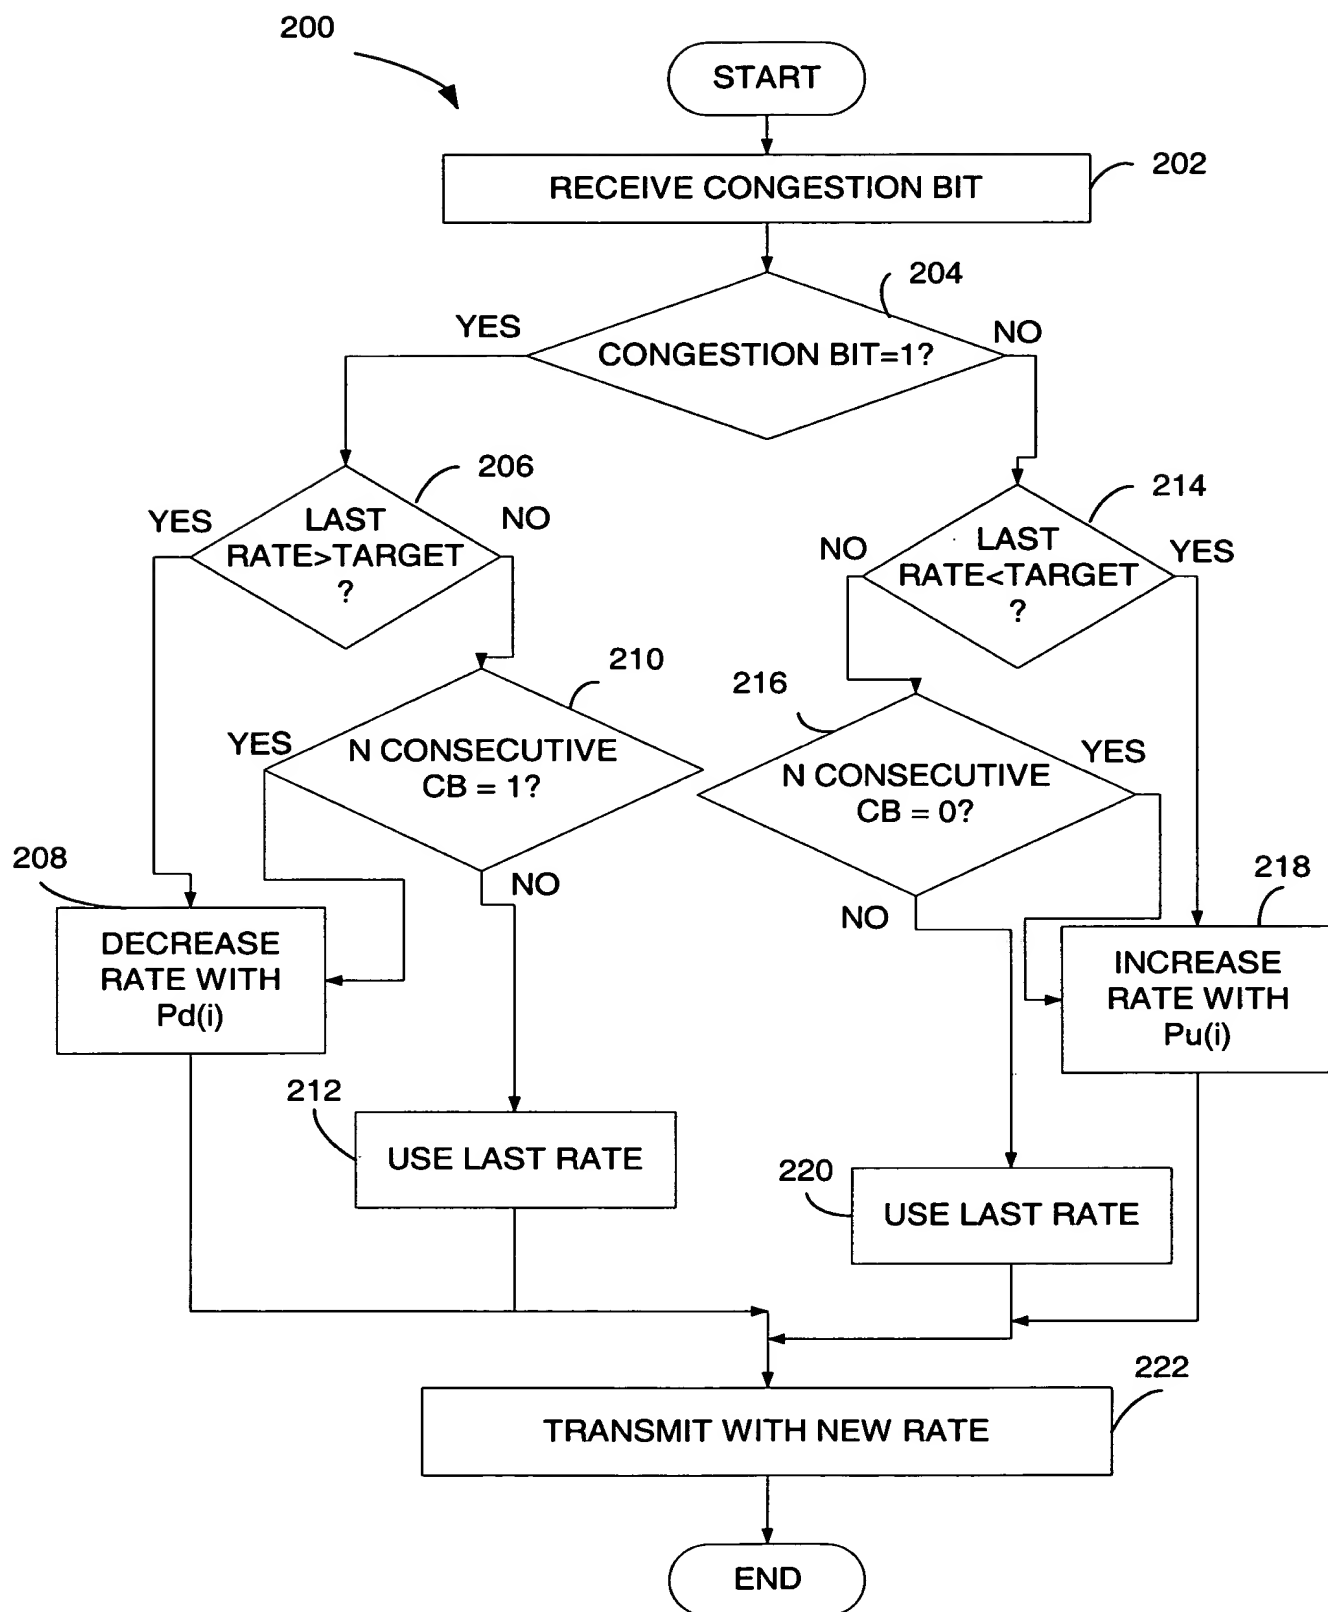 200
START
RECEIVE CONGESTION BIT
202
204
YES
CONGESTION BIT=1?
NO
206
YES
LAST
RATE>TARGET
?
NO
214
NO
LAST
RATE<TARGET
?
YES
210
YES
N CONSECUTIVE
CB = 1?
NO
216
N CONSECUTIVE
CB = 0?
YES
NO
208
DECREASE
RATE WITH
Pd(i)
218
INCREASE
RATE WITH
Pu(i)
212
USE LAST RATE
220
USE LAST RATE
222
TRANSMIT WITH NEW RATE
END